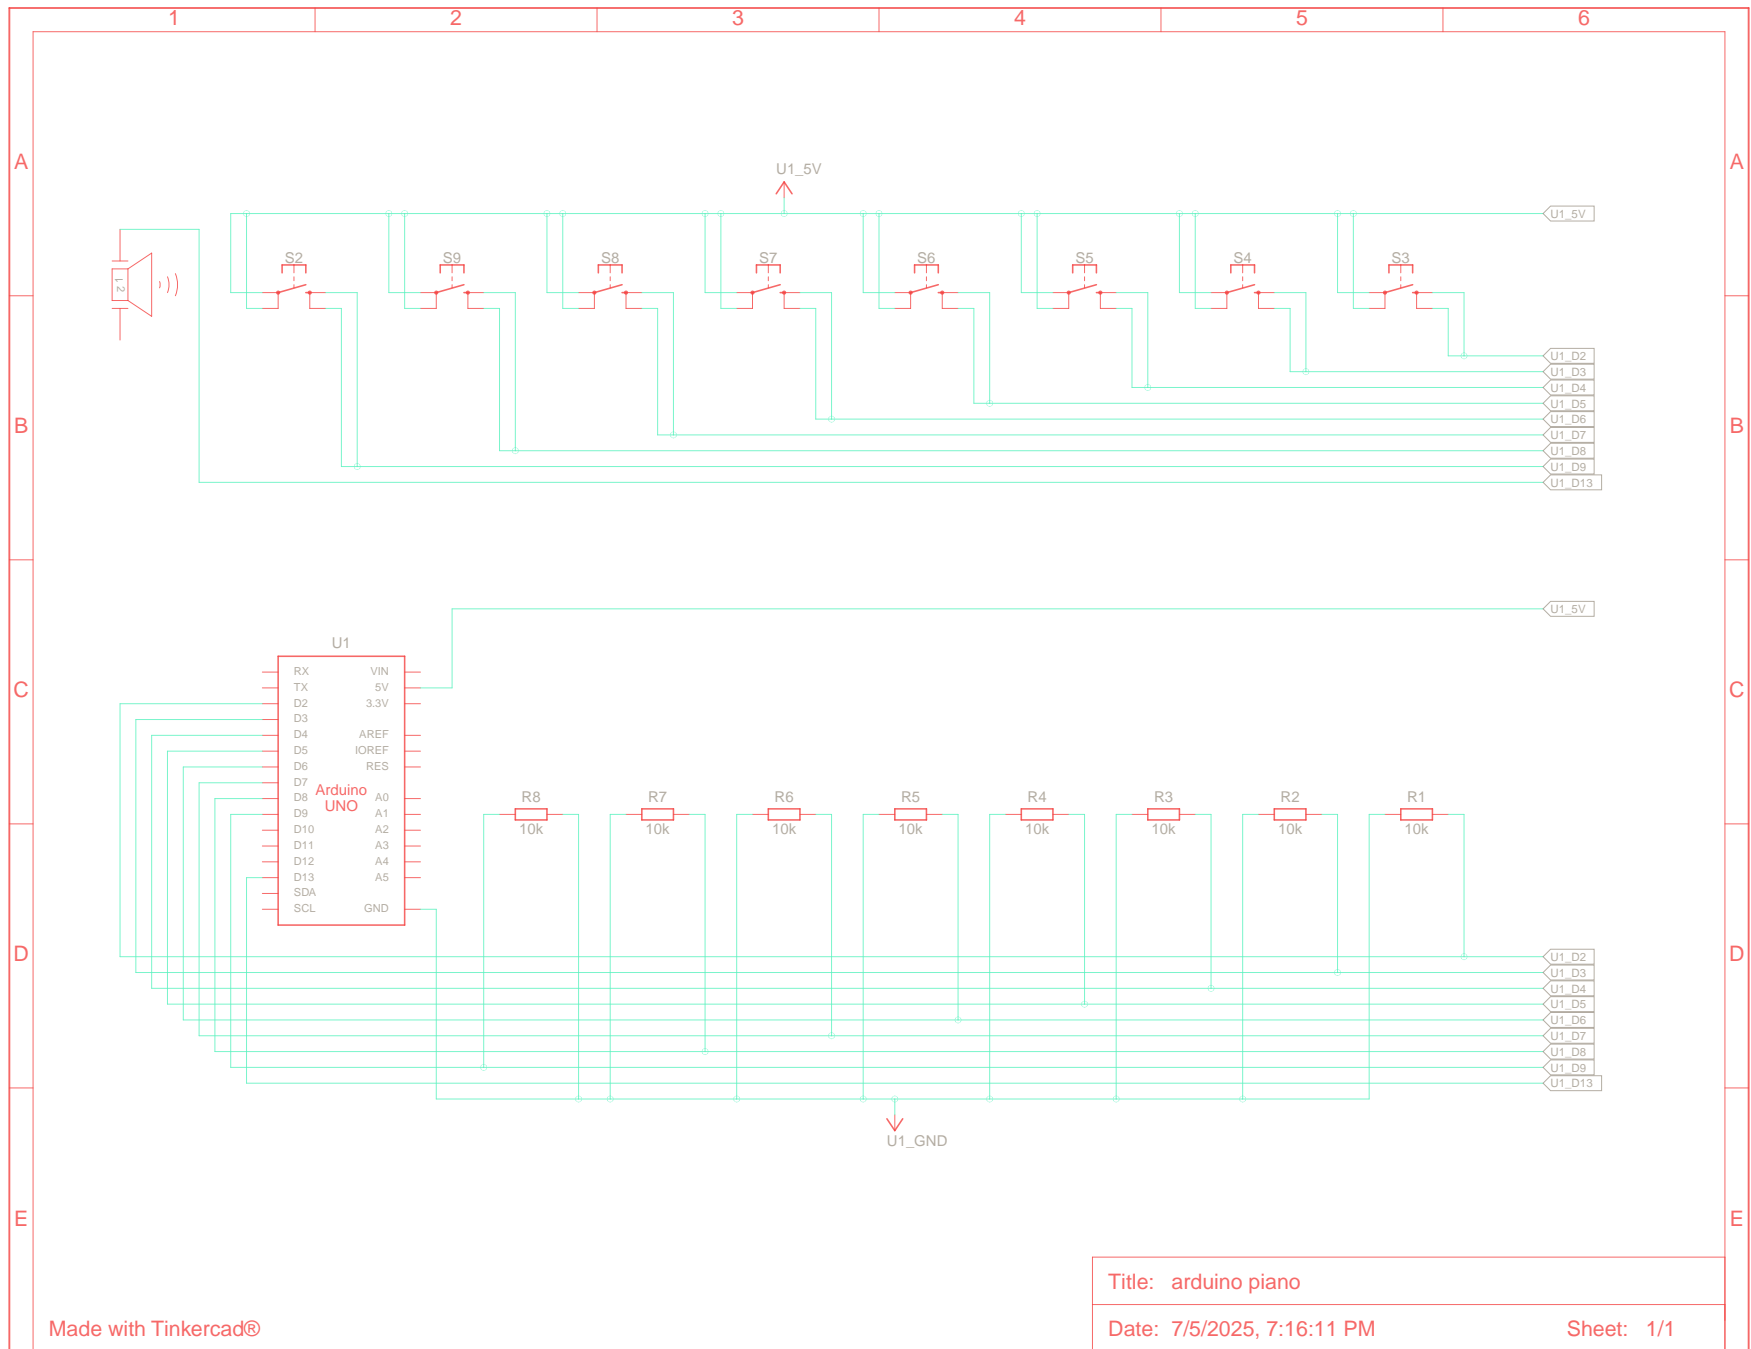 1 2 3 4 5 6
A A
U1_5V
U1_5V
S2 S9 S8 S7 S6 S5 S4 S3
1 2
U1_D2
U1_D3
U1_D4
U1_D5
B B
U1_D6
U1_D7
U1_D8
U1_D9
U1_D13
U1_5V
U1
RX VIN
C TX 5V C
D2 3.3V
D3
D4 AREF
D5 IOREF
D6 RES
D7
Arduino
UNO
D8 A0
D9 A1
D10 A2
D11 A3
D12 A4
D13 A5
SDA
SCL GND
R8 R7 R6 R5 R4 R3 R2 R1
10k 10k 10k 10k 10k 10k 10k 10k
D D
U1_D2
U1_D3
U1_D4
U1_D5
U1_D6
U1_D7
U1_D8
U1_D9
U1_D13
U1_GND
E E
Title: arduino piano
Made with Tinkercad®
Date: 7/5/2025, 7:16:11 PM Sheet: 1/1